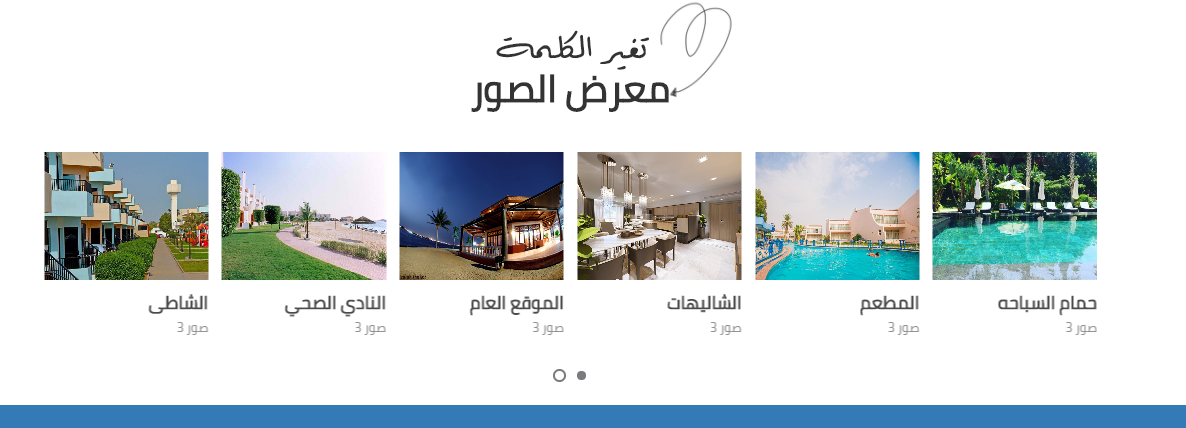 تغير الكلمة
معرض الصور
حمام السباحه
صور 3
المطعم
صور 3
الشاليهات
صور 3
الموقع العام
صور 3
النادي الصحي
صور 3
الشاطى
صور 3